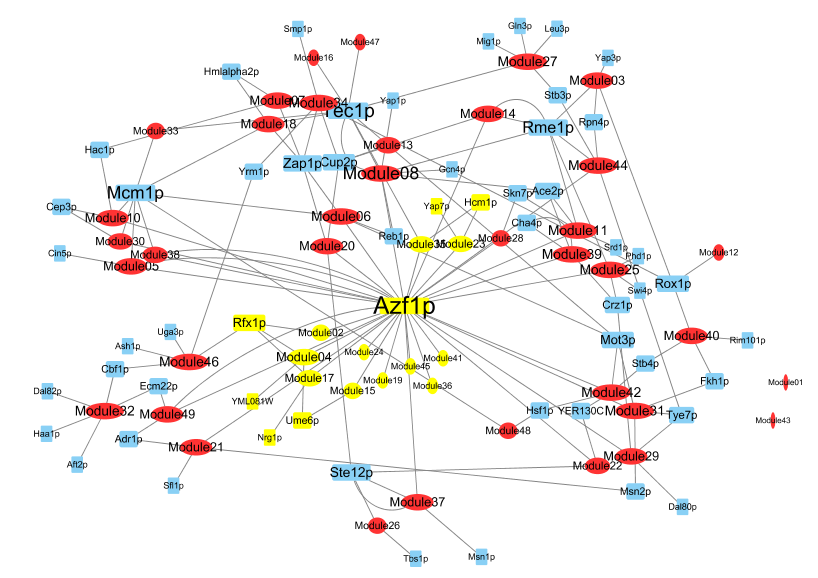 Gln3p
Leu3p
Smp1p
Mig1p
Module47
Module16
Module27
Yap3p
Hmlalpha2p
Module03
Stb3p
Module07
Module34
Yap1p
Tec1p
Module14
Rpn4p
Module18
Rme1p
Module33
Module13
Hac1p
Zap1p
Cup2p
Module44
Yrm1p
Module08
Gcn4p
Mcm1p
Skn7p
Ace2p
Hcm1p
Yap7p
Cep3p
Module10
Module06
Cha4p
Module11
Module30
Reb1p
Module35
Module23
Module28
Srd1p
Module20
Cin5p
Module38
Module39
Phd1p
Module12
Module05
Module25
Rox1p
Swi4p
Azf1p
Crz1p
Rfx1p
Uga3p
Module02
Mot3p
Module40
Rim101p
Ash1p
Module24
Module04
Module41
Cbf1p
Module46
Module45
Stb4p
Module17
Module19
Module36
Fkh1p
Module01
Ecm22p
Dal82p
Module15
Module42
YML081W
Module32
Module49
Hsf1p
YER130C
Module31
Tye7p
Ume6p
Module43
Haa1p
Adr1p
Nrg1p
Module48
Module21
Module29
Aft2p
Module22
Ste12p
Sfl1p
Msn2p
Module37
Dal80p
Module26
Tbs1p
Msn1p